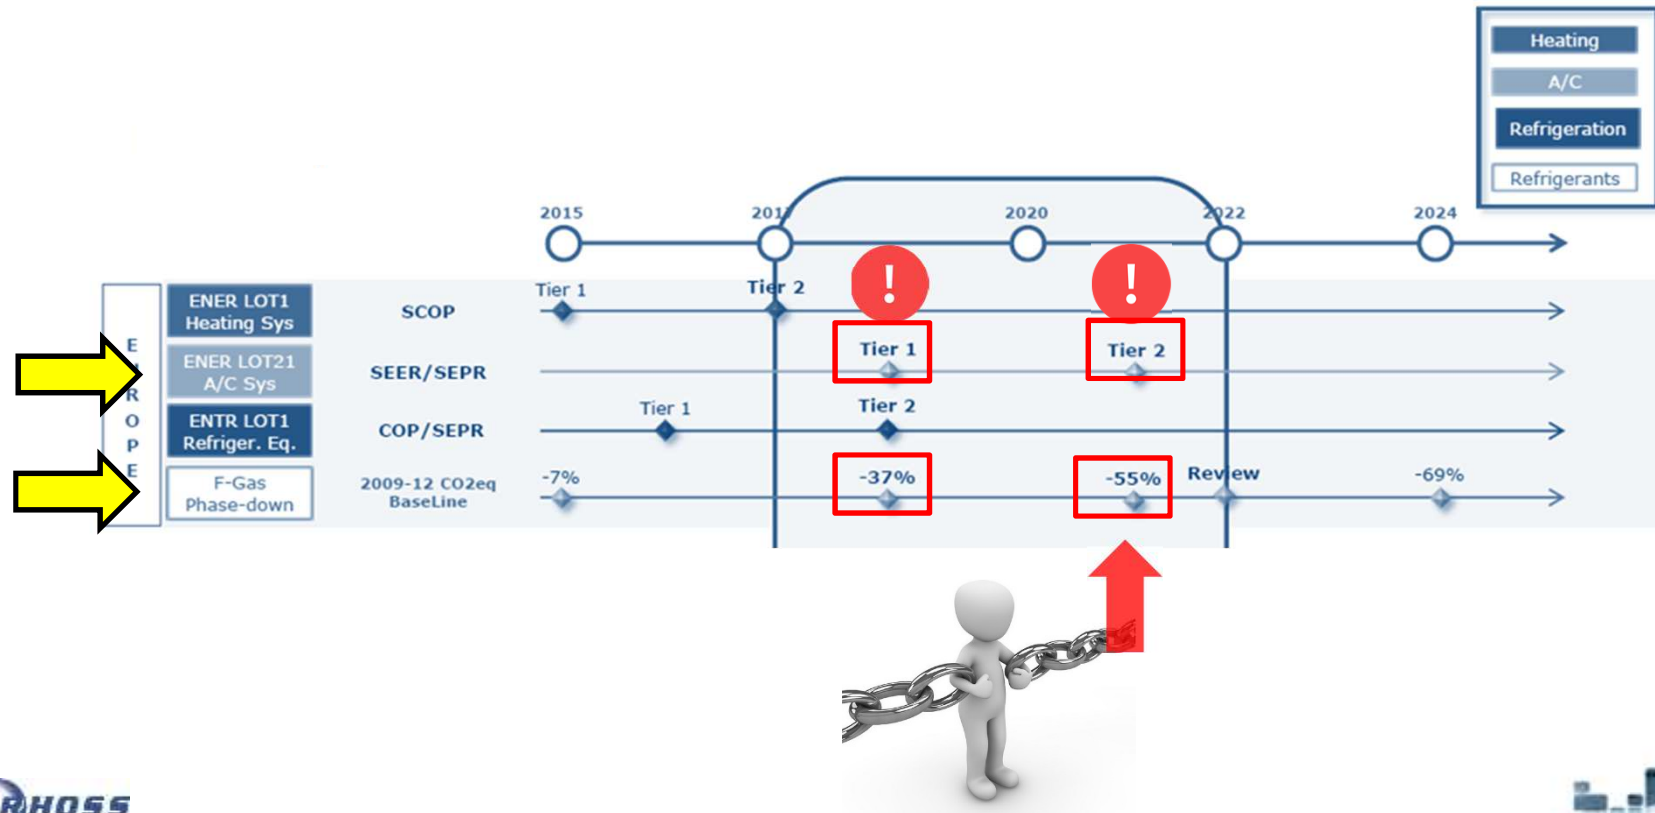 Heating
A/C
Refrigeration
Refrigerants
2015
2017
2020
2022
2024
E
R
O
P
E
ENER LOT1
Heating Sys
SCOP
Tier 1
Tier 2
!
!
ENER LOT21
A/C Sys
SEER/SEPR
Tier 1
Tier 2
ENTR LOT1
Refriger. Eq.
COP/SEPR
Tier 1
Tier 2
F-Gas
Phase-down
2009-12 CO2eq
BaseLine
-7%
-37%
-55%
Review
-69%
RHOSS